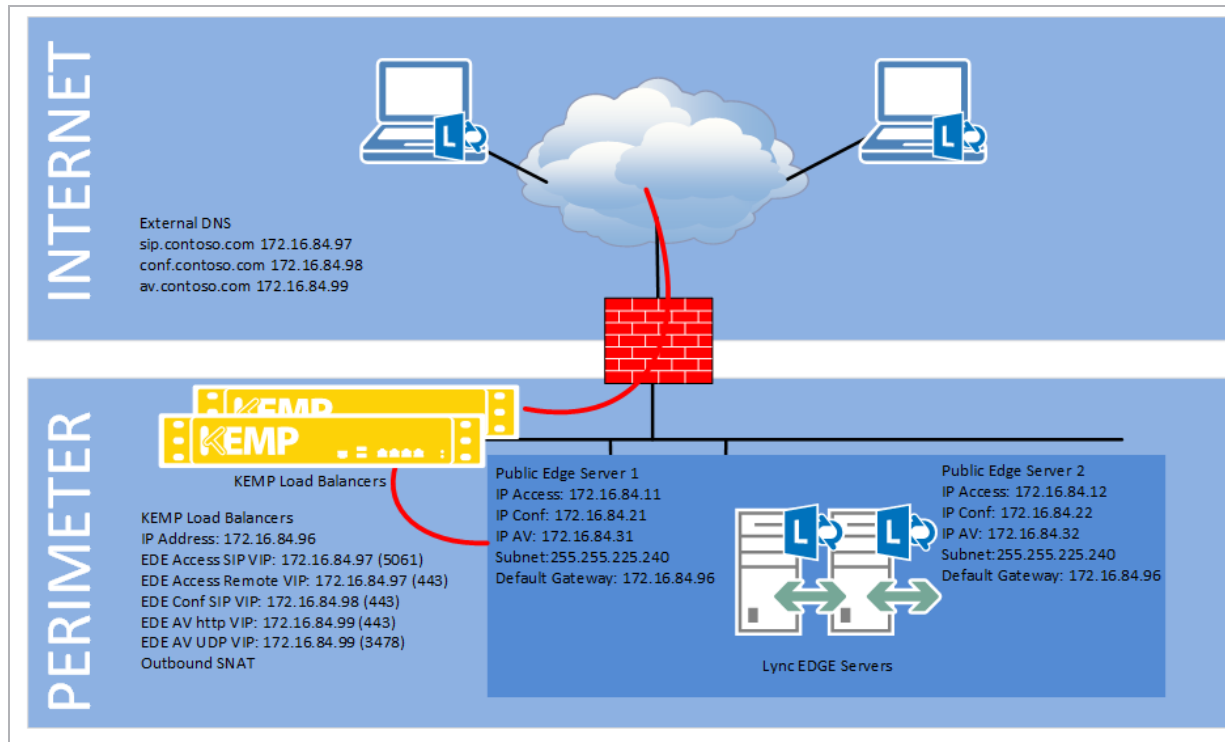 INTERNET
L
L
External DNS
sip.contoso.com 172.16.84.97
conf.contoso.com 172.16.84.98
av.contoso.com 172.16.84.99
PERIMETER
KEMP
KEMP
KEMP Load Balancers
KEMP Load Balancers
IP Address: 172.16.84.96
EDE Access SIP VIP: 172.16.84.97 (5061)
EDE Access Remote VIP: 172.16.84.97 (443)
EDE Conf SIP VIP: 172.16.84.98 (443)
EDE AV http VIP: 172.16.84.99 (443)
EDE AV UDP VIP: 172.16.84.99 (3478)
Outbound SNAT
Public Edge Server 1
IP Access: 172.16.84.11
IP Conf: 172.16.84.21
IP AV: 172.16.84.31
Subnet:255.255.225.240
Default Gateway: 172.16.84.96
L
L
Lync EDGE Servers
Public Edge Server 2
IP Access: 172.16.84.12
IP Conf: 172.16.84.22
IP AV: 172.16.84.32
Subnet:255.255.225.240
Default Gateway: 172.16.84.96